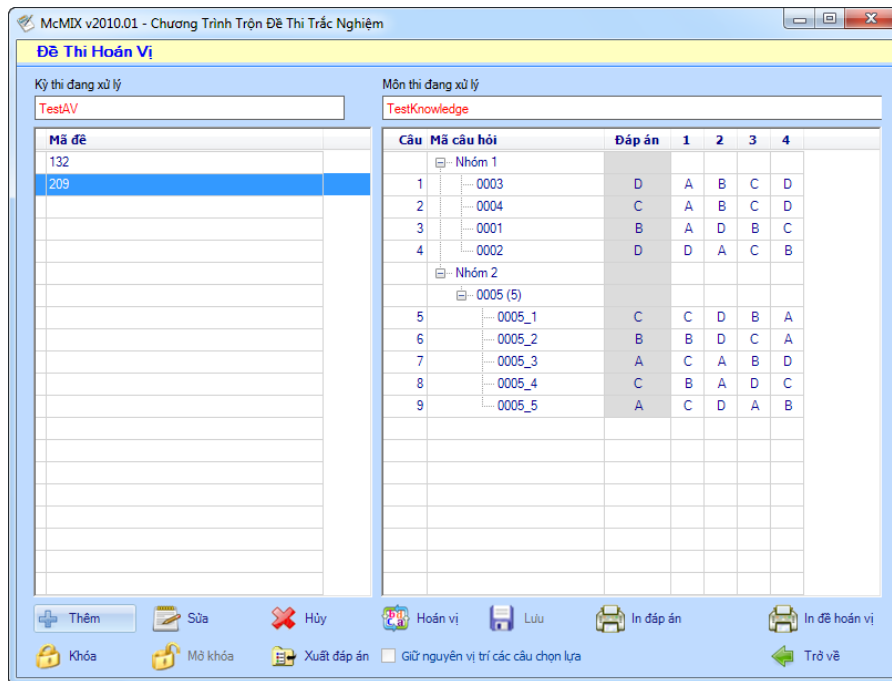 McMIX v2010.01 - Chương Trình Trộn Đề Thi Trắc Nghiệm
Đề Thi Hoán Vị
Kỳ thi đang xử lý
Môn thi đang xử lý
TestAV
TestKnowledge
Mã đề
132
209
Câu Mã câu hỏi Đáp án 1 2 3 4
Nhóm 1
1 0003 D A B C D
2 0004 C A B C D
3 0001 B A D B C
4 0002 D D A C B
Nhóm 2
0005 (5)
5 0005_1 C C D B A
6 0005_2 B B D C A
7 0005_3 A C A B D
8 0005_4 C B A D C
9 0005_5 A C D A B
Thêm Sửa Hủy Hoán vị Lưu In đáp án In đề hoán vị
Khóa Mở khóa Xuất đáp án Giữ nguyên vị trí các câu chọn lựa Trở về